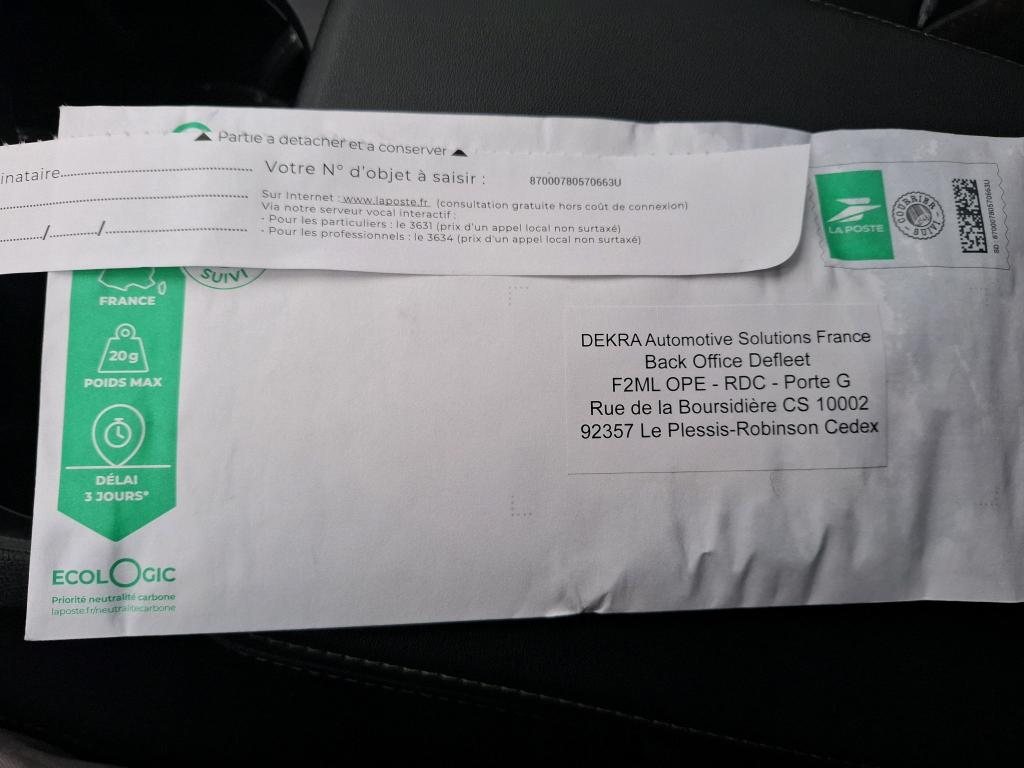 Partie a detacher et a conserver
inataire
Votre N° d'objet à saisir : 87000780570663U
Sur Internet : www.laposte.fr (consultation gratuite hors coût de connexion)
Via notre serveur vocal interactif :
- Pour les particuliers : le 3631 (prix d'un appel local non surtaxé)
- Pour les professionnels : le 3634 (prix d'un appel local non surtaxé)
LA POSTE
COURRIER SUIVI
8D 87000780570663U
SUIVI
FRANCE
20g
POIDS MAX
DÉLAI
3 JOURS*
ECOLOGIC
Priorité neutralité carbone
laposte.fr/neutralitecarbone
DEKRA Automotive Solutions France
Back Office Defleet
F2ML OPE - RDC - Porte G
Rue de la Boursidière CS 10002
92357 Le Plessis-Robinson Cedex